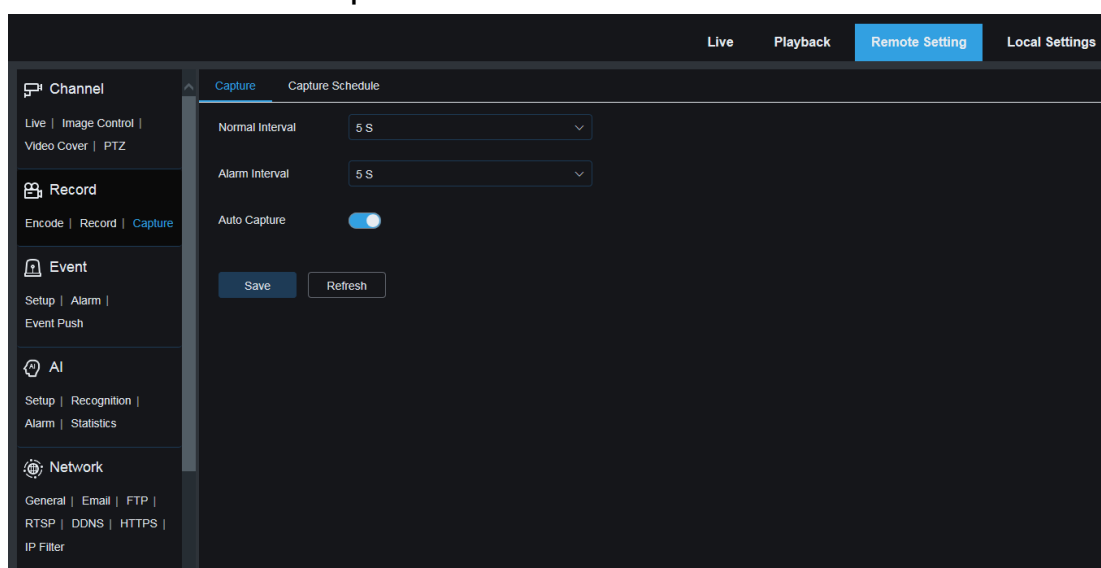 Live Playback Remote Setting Local Settings
Channel
Live | Image Control |
Video Cover | PTZ
Record
Encode | Record | Capture
Event
Setup | Alarm |
Event Push
AI
Setup | Recognition |
Alarm | Statistics
Network
General | Email | FTP |
RTSP | DDNS | HTTPS |
IP Filter
Capture Capture Schedule
Normal Interval 5 S
Alarm Interval 5 S
Auto Capture
Save Refresh